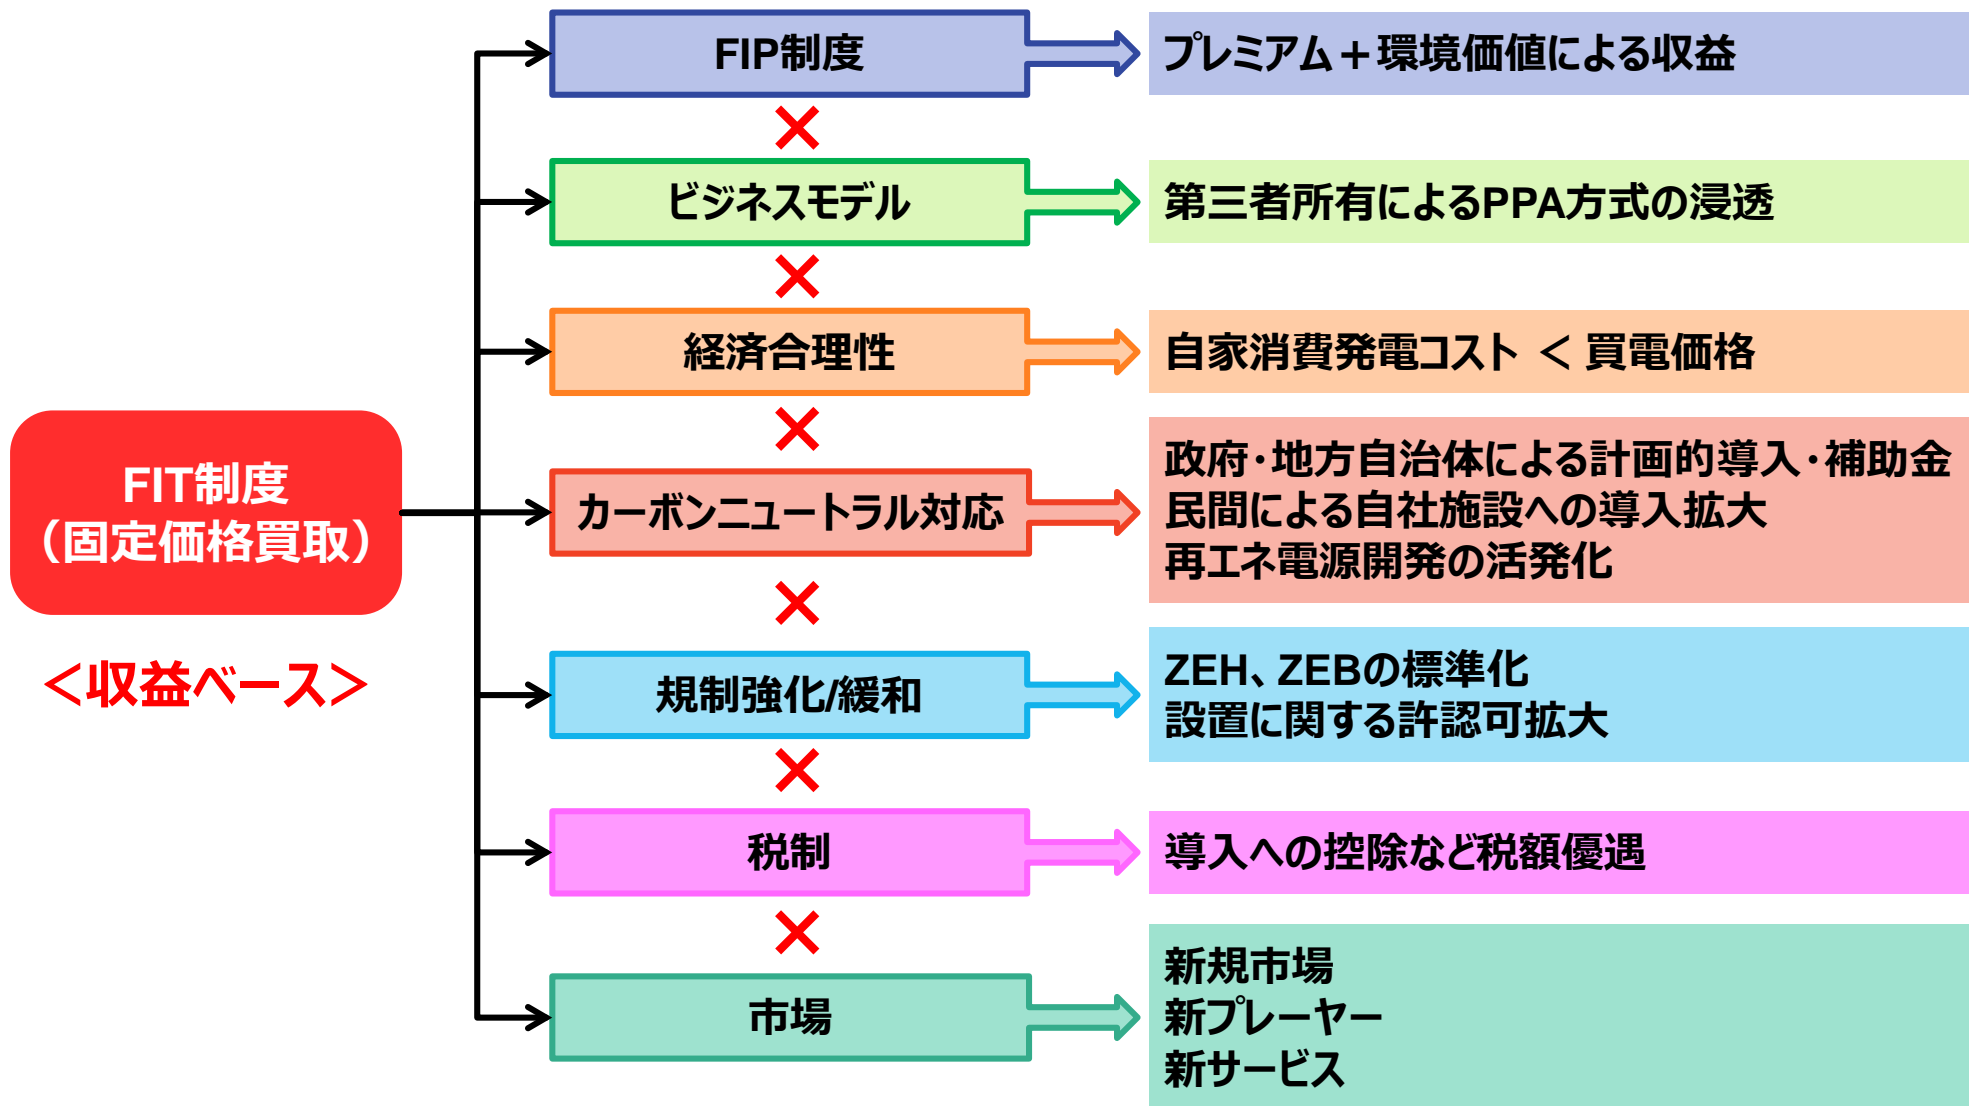 FIT制度
（固定価格買取）
＜収益ベース＞
FIP制度
プレミアム＋環境価値による収益
×
ビジネスモデル
第三者所有によるPPA方式の浸透
×
経済合理性
自家消費発電コスト ＜ 買電価格
×
カーボンニュートラル対応
政府・地方自治体による計画的導入・補助金
民間による自社施設への導入拡大
再エネ電源開発の活発化
×
規制強化/緩和
ZEH、ZEBの標準化
設置に関する許認可拡大
×
税制
導入への控除など税額優遇
×
市場
新規市場
新プレーヤー
新サービス